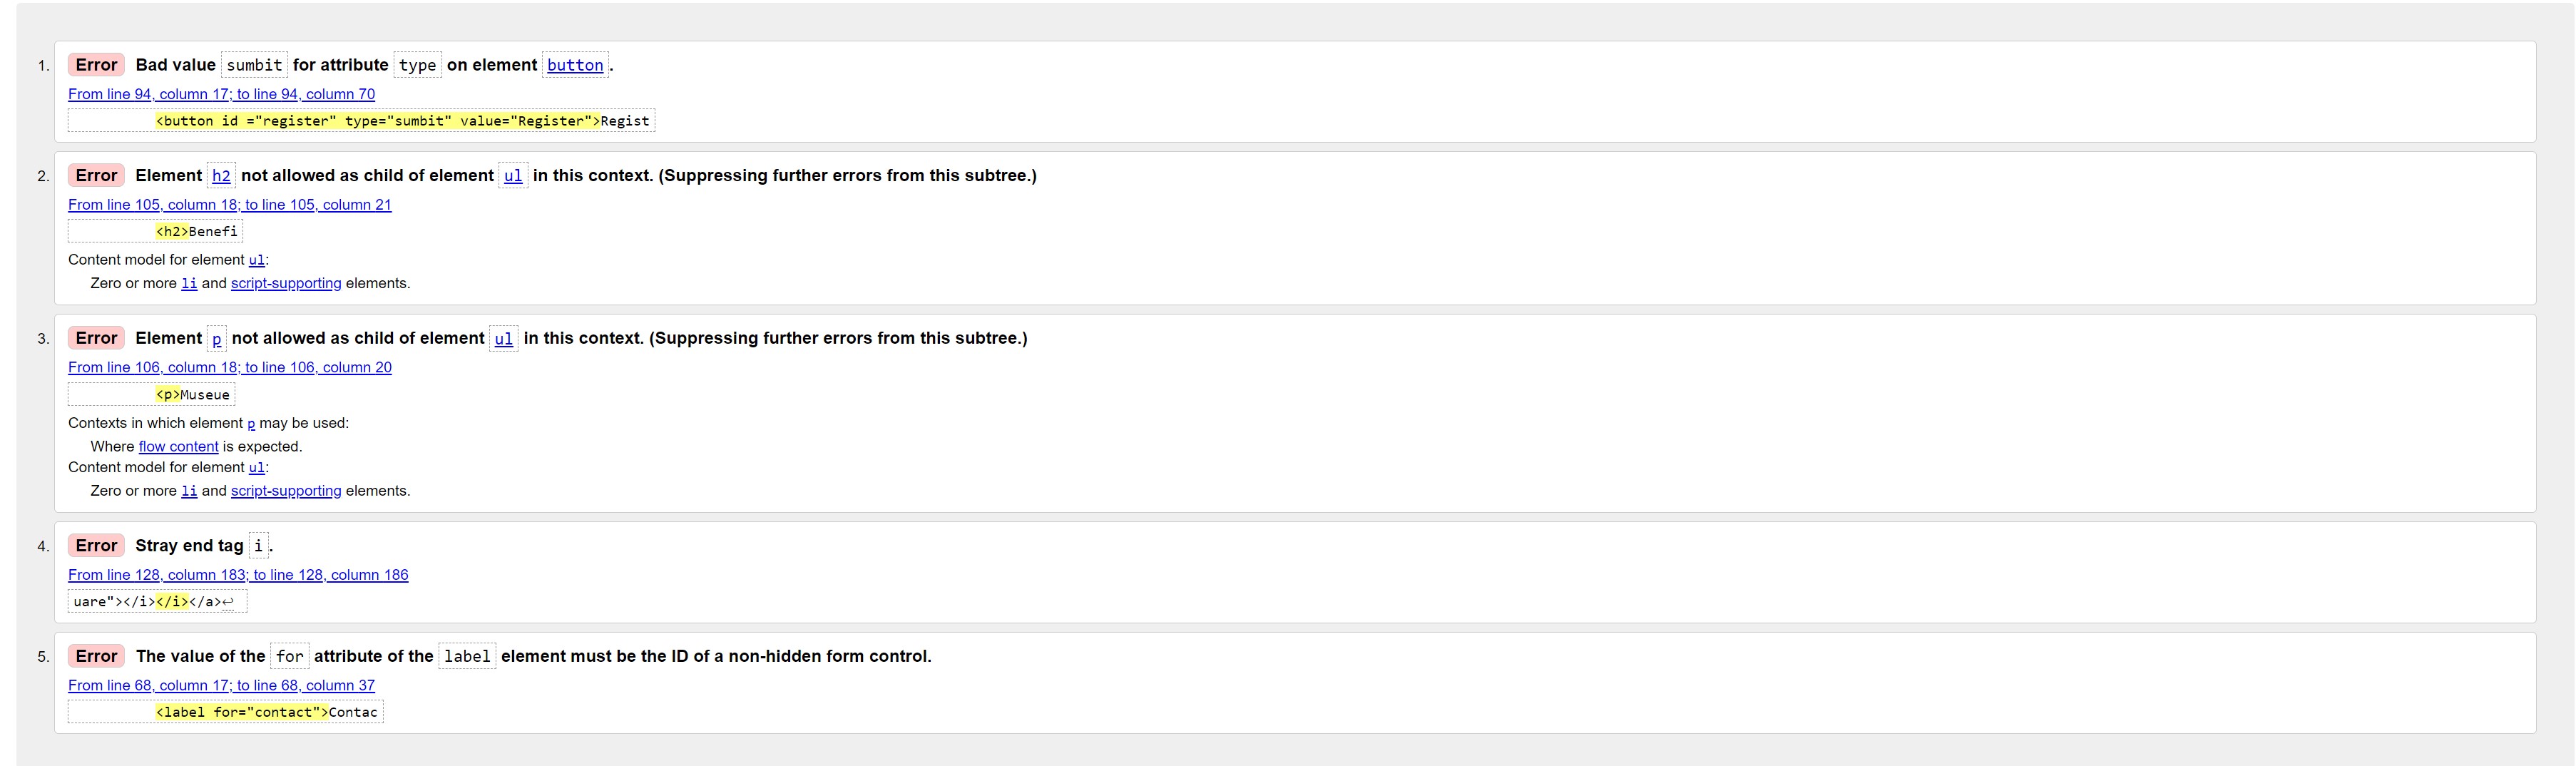 1. Error Bad value sumbit for attribute type on element button.
From line 94, column 17; to line 94, column 70
<button id ="register" type="sumbit" value="Register">Regist
2. Error Element h2 not allowed as child of element ul in this context. (Suppressing further errors from this subtree.)
From line 105, column 18; to line 105, column 21
<h2>Benefi
Content model for element ul:
Zero or more li and script-supporting elements.
3. Error Element p not allowed as child of element ul in this context. (Suppressing further errors from this subtree.)
From line 106, column 18; to line 106, column 20
<p>Museue
Contexts in which element p may be used:
Where flow content is expected.
Content model for element ul:
Zero or more li and script-supporting elements.
4. Error Stray end tag i.
From line 128, column 183; to line 128, column 186
uare"></i></i></a>↩
5. Error The value of the for attribute of the label element must be the ID of a non-hidden form control.
From line 68, column 17; to line 68, column 37
<label for="contact">Contac